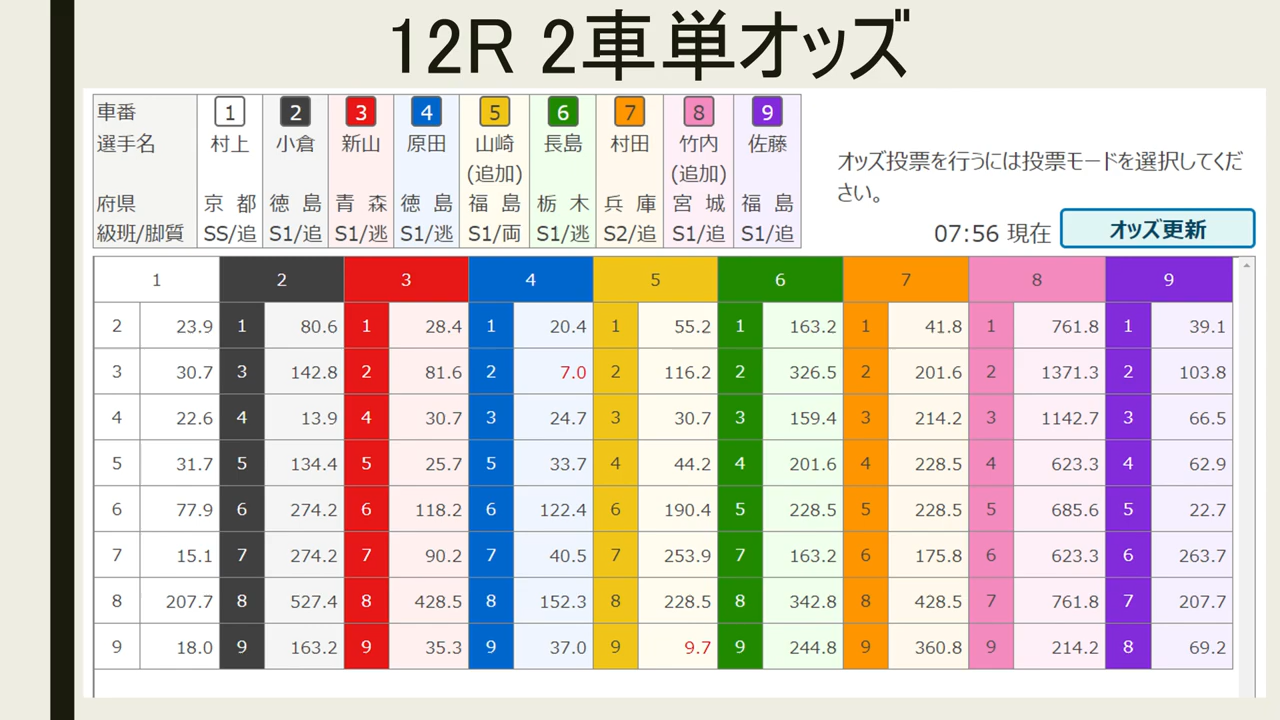 12R 2車単オッズ
車番 1 2 3 4 5 6 7 8 9
選手名 村上 小倉 新山 原田 山崎 長島 村田 竹内 佐藤
(追加) (追加)
府県 京都 徳島 青森 徳島 福島 栃木 兵庫 宮城 福島
級班/脚質 SS/追 S1/追 S1/逃 S1/逃 S1/両 S1/逃 S2/追 S1/追 S1/追
オッズ投票を行うには投票モードを選択してくだ
さい。
07:56 現在 オッズ更新
1 2 3 4 5 6 7 8 9
2 23.9 1 80.6 1 28.4 1 20.4 1 55.2 1 163.2 1 41.8 1 761.8 1 39.1
3 30.7 3 142.8 2 81.6 2 7.0 2 116.2 2 326.5 2 201.6 2 1371.3 2 103.8
4 22.6 4 13.9 4 30.7 3 24.7 3 30.7 3 159.4 3 214.2 3 1142.7 3 66.5
5 31.7 5 134.4 5 25.7 5 33.7 4 44.2 4 201.6 4 228.5 4 623.3 4 62.9
6 77.9 6 274.2 6 118.2 6 122.4 6 190.4 5 228.5 5 228.5 5 685.6 5 22.7
7 15.1 7 274.2 7 90.2 7 40.5 7 253.9 7 163.2 6 175.8 6 623.3 6 263.7
8 207.7 8 527.4 8 428.5 8 152.3 8 228.5 8 342.8 8 428.5 7 761.8 7 207.7
9 18.0 9 163.2 9 35.3 9 37.0 9 9.7 9 244.8 9 360.8 9 214.2 8 69.2